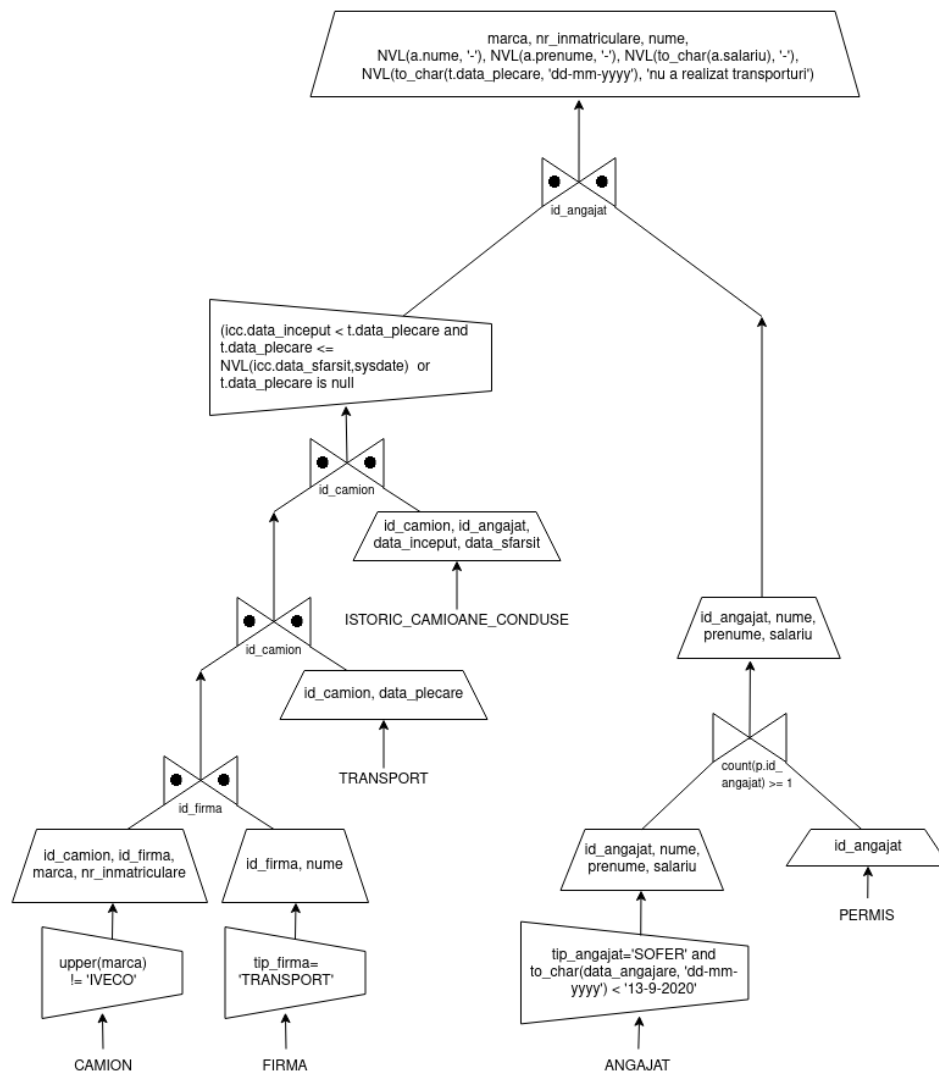 marca, nr_inmatriculare, nume,
NVL(a.nume, '-'), NVL(a.prenume, '-'), NVL(to_char(a.salariu), '-'),
NVL(to_char(t.data_plecare, 'dd-mm-yyyy'), 'nu a realizat transporturi')
id_angajat
(icc.data_inceput < t.data_plecare and
t.data_plecare <=
NVL(icc.data_sfarsit,sysdate) or
t.data_plecare is null
id_camion
id_camion, id_angajat,
data_inceput, data_sfarsit
ISTORIC_CAMIOANE_CONDUSE
id_angajat, nume,
prenume, salariu
id_camion
id_camion, data_plecare
TRANSPORT
count(p.id_
angajat) >= 1
id_firma
id_camion, id_firma,
marca, nr_inmatriculare
id_firma, nume
id_angajat, nume,
prenume, salariu
id_angajat
PERMIS
upper(marca)
!= 'IVECO'
tip_firma=
'TRANSPORT'
tip_angajat='SOFER' and
to_char(data_angajare, 'dd-mm-
yyyy') < '13-9-2020'
CAMION
FIRMA
ANGAJAT